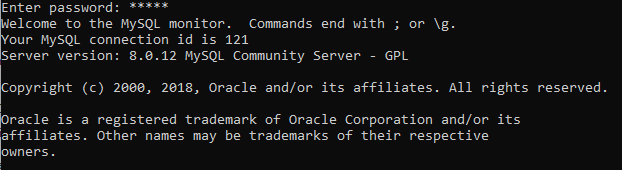 Enter password: *****
Welcome to the MySQL monitor.  Commands end with ; or \g.
Your MySQL connection id is 121
Server version: 8.0.12 MySQL Community Server - GPL

Copyright (c) 2000, 2018, Oracle and/or its affiliates. All rights reserved.

Oracle is a registered trademark of Oracle Corporation and/or its
affiliates. Other names may be trademarks of their respective
owners.